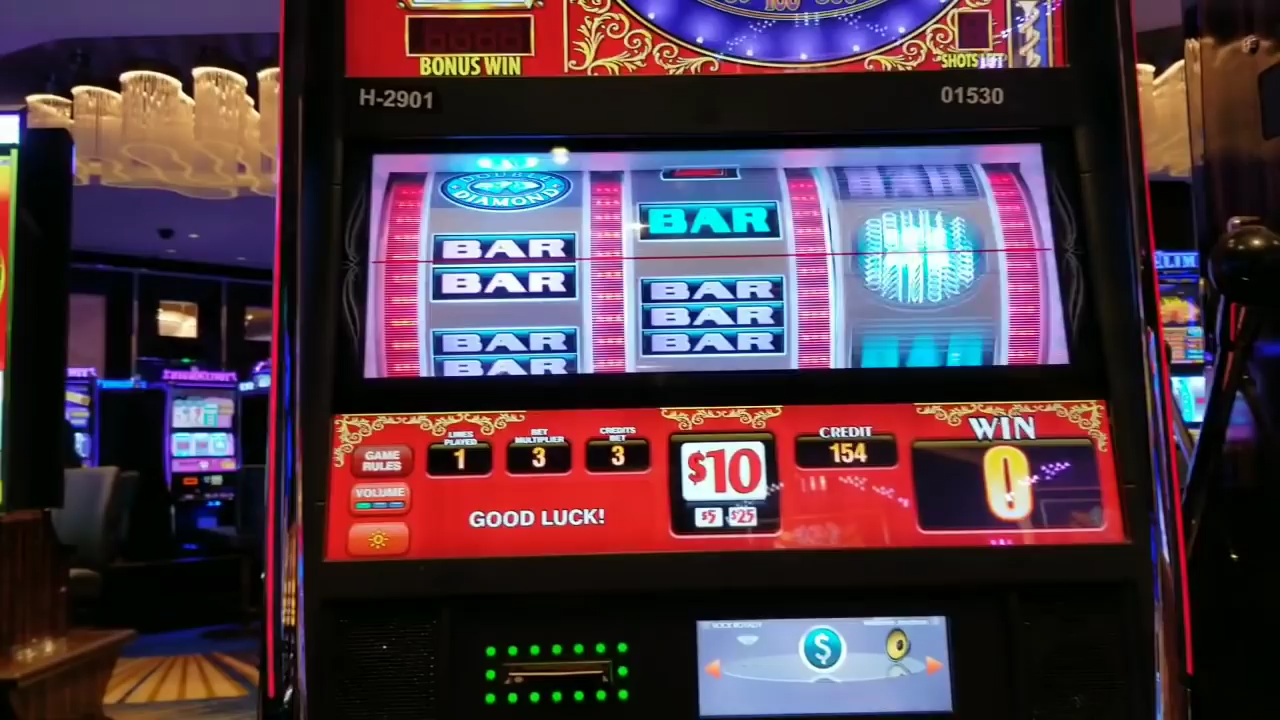 BONUS WIN
100
SHOTS LEFT
H-2901
01530
DOUBLE
DIAMOND
BAR
BAR
BAR
BAR
BAR
BAR
BAR
BAR
GAME
RULES
LINES
PLAYED
1
BET
MULTIPLIER
3
CREDITS
BET
3
$10
$5
$25
CREDIT
154
WIN
0
VOLUME
GOOD LUCK!
$